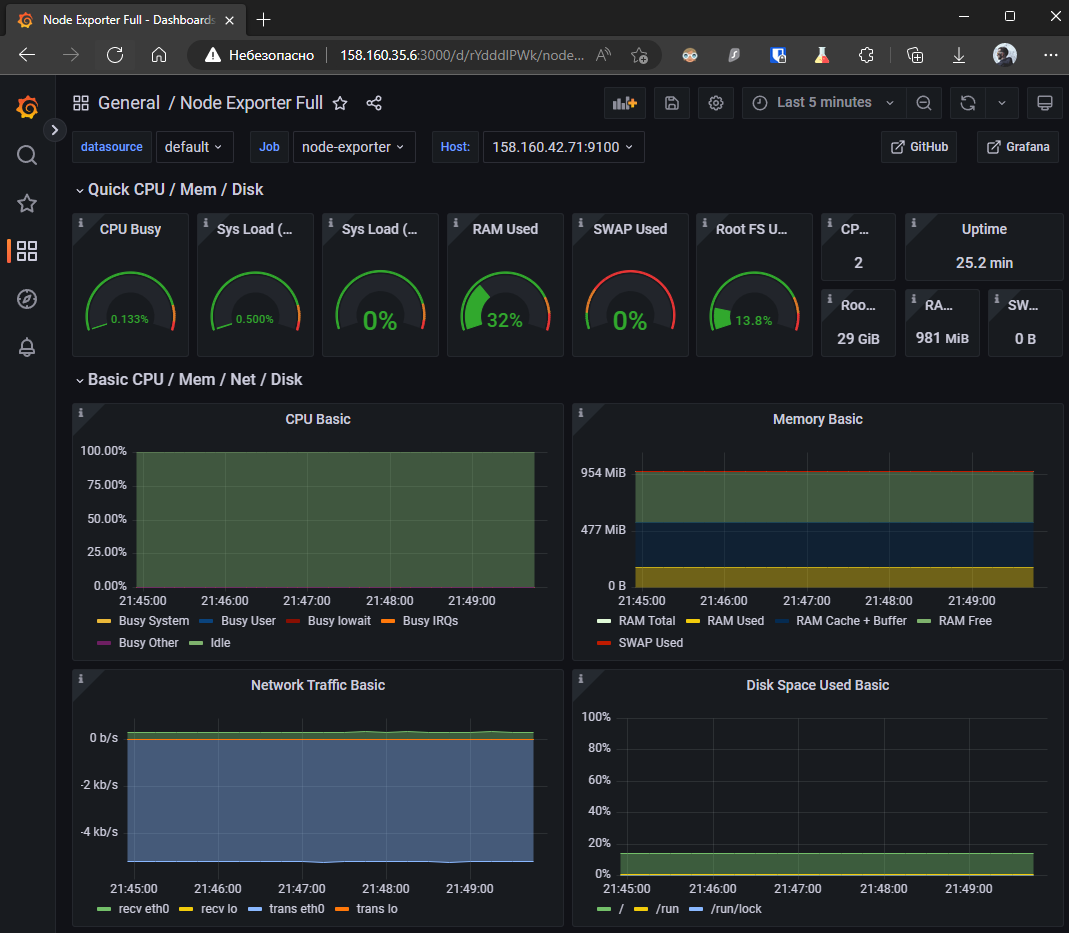 Node Exporter Full - Dashboards
Небезопасно 158.160.35.6:3000/d/rYdddlPWk/node...
General / Node Exporter Full Last 5 minutes
datasource default Job node-exporter Host: 158.160.42.71:9100 GitHub Grafana
Quick CPU / Mem / Disk
CPU Busy
0.133%
Sys Load (...
0.500%
Sys Load (...
0%
RAM Used
32%
SWAP Used
0%
Root FS U...
13.8%
CP...
2
Uptime
25.2 min
Roo...
29 GiB
RA...
981 MiB
SW...
0 B
Basic CPU / Mem / Net / Disk
CPU Basic
100.00%
75.00%
50.00%
25.00%
0.00%
21:45:00 21:46:00 21:47:00 21:48:00 21:49:00
Busy System Busy User Busy Iowait Busy IRQs
Busy Other Idle
Memory Basic
954 MiB
477 MiB
0 B
21:45:00 21:46:00 21:47:00 21:48:00 21:49:00
RAM Total RAM Used RAM Cache + Buffer RAM Free
SWAP Used
Network Traffic Basic
0 b/s
-2 kb/s
-4 kb/s
21:45:00 21:46:00 21:47:00 21:48:00 21:49:00
recv eth0 recv lo trans eth0 trans lo
Disk Space Used Basic
100%
80%
60%
40%
20%
0%
21:45:00 21:46:00 21:47:00 21:48:00 21:49:00
/ /run /run/lock